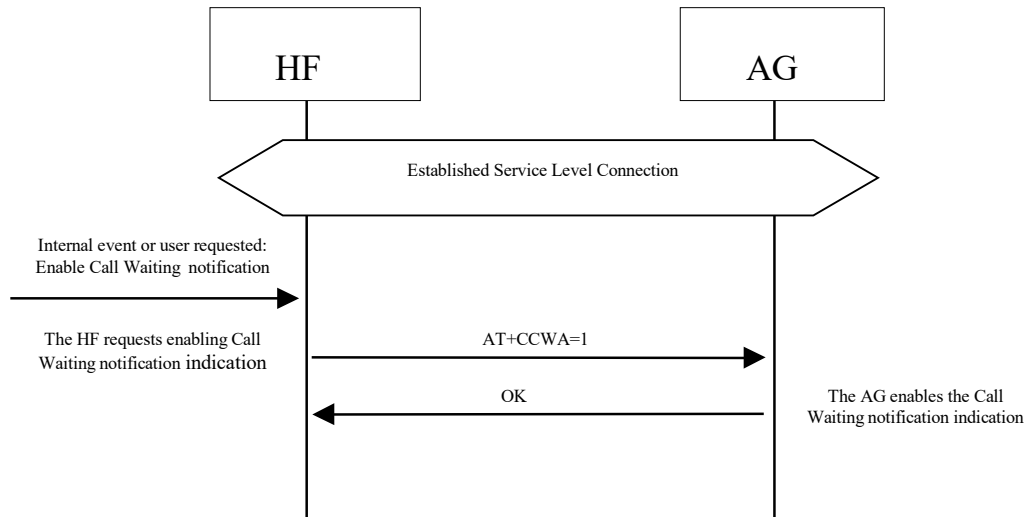 HF
AG
Established Service Level Connection
Internal event or user requested:
Enable Call Waiting notification
The HF requests enabling Call
Waiting notification indication
AT+CCWA=1
OK
The AG enables the Call
Waiting notification indication